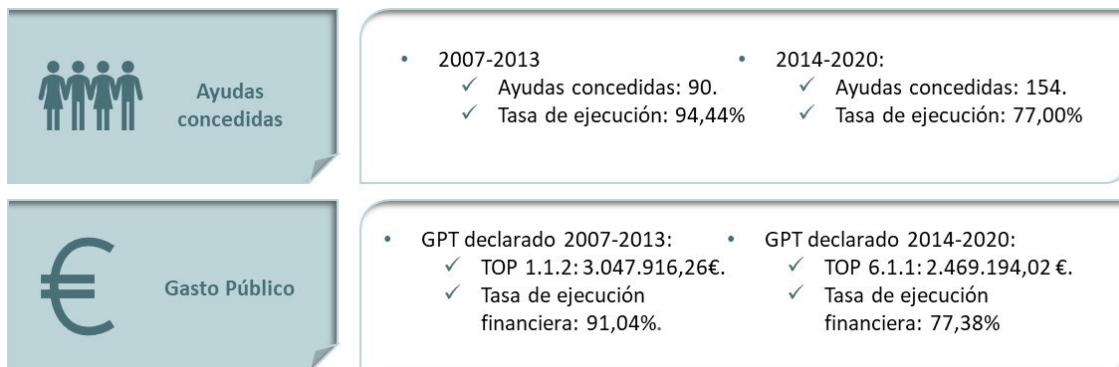 Ayudas
concedidas
• 2007-2013
✓ Ayudas concedidas: 90.
✓ Tasa de ejecución: 94,44%
• 2014-2020:
✓ Ayudas concedidas: 154.
✓ Tasa de ejecución: 77,00%
€
Gasto Público
• GPT declarado 2007-2013:
✓ TOP 1.1.2: 3.047.916,26€.
✓ Tasa de ejecución
financiera: 91,04%.
• GPT declarado 2014-2020:
✓ TOP 6.1.1: 2.469.194,02 €.
✓ Tasa de ejecución
financiera: 77,38%